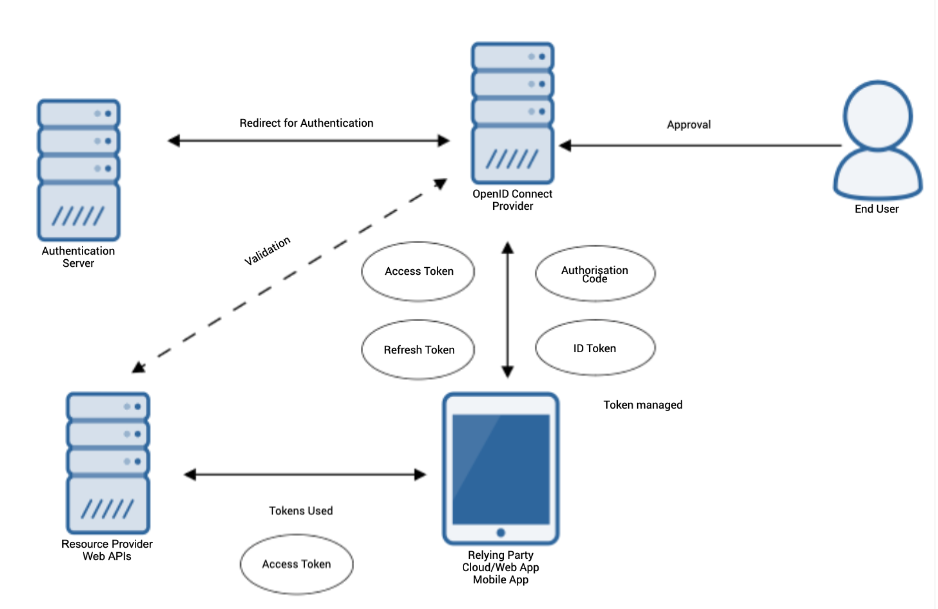 Redirect for Authentication
Approval
OpenID Connect
Provider
End User
Authentication
Server
Validation
Access Token
Authorisation
Code
Refresh Token
ID Token
Token managed
Tokens Used
Resource Provider
Web APIs
Access Token
Relying Party
Cloud/Web App
Mobile App